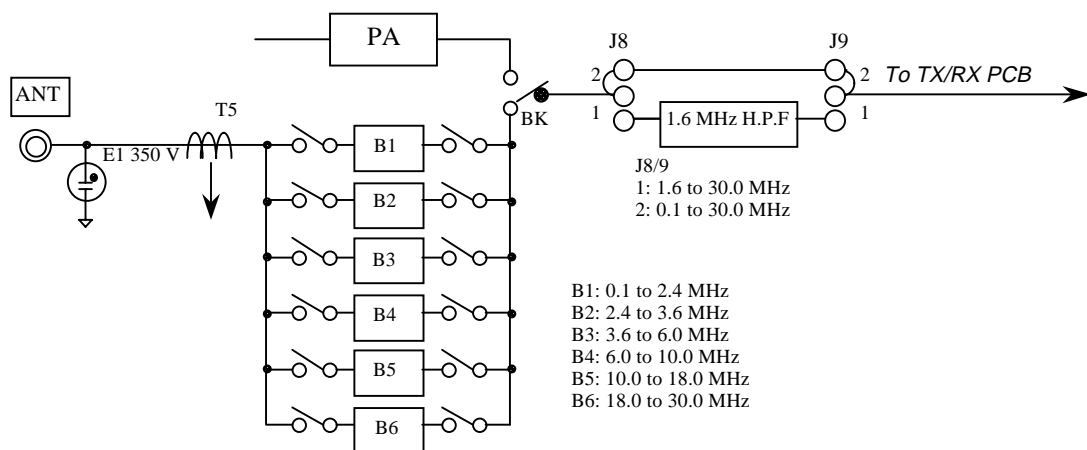 PA
J8
J9
2
2
To TX/RX PCB
ANT
T5
BK
1
1.6 MHz H.P.F
1
E1 350 V
B1
J8/9
1: 1.6 to 30.0 MHz
2: 0.1 to 30.0 MHz
B2
B3
B4
B5
B6
B1: 0.1 to 2.4 MHz
B2: 2.4 to 3.6 MHz
B3: 3.6 to 6.0 MHz
B4: 6.0 to 10.0 MHz
B5: 10.0 to 18.0 MHz
B6: 18.0 to 30.0 MHz